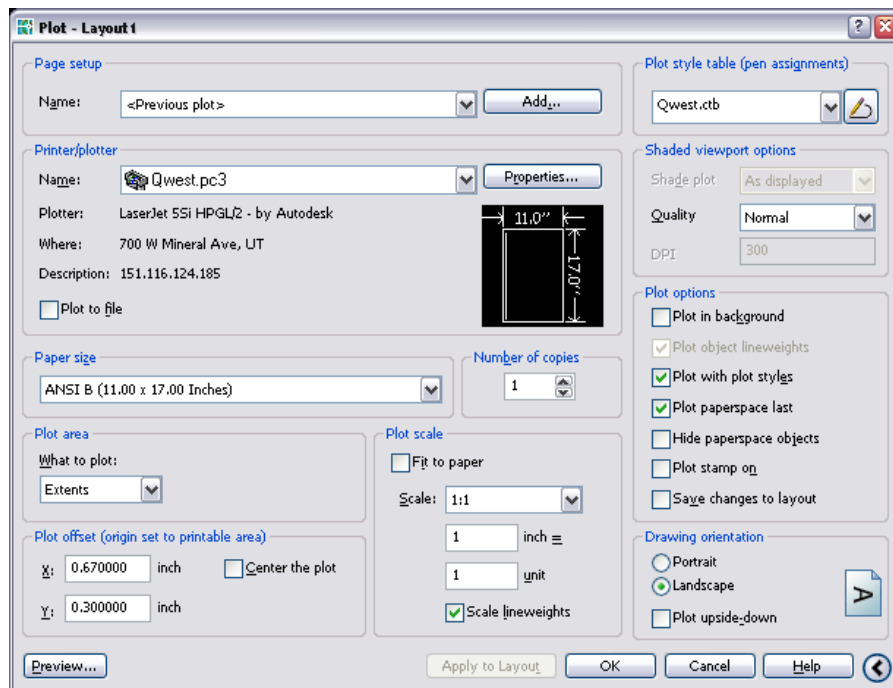 Plot - Layout1
Page setup
Name:
<Previous plot>
Add...
Plot style table (pen assignments)
Qwest.ctb
Printer/plotter
Name:
Qwest.pc3
Properties...
Plotter:
LaserJet 5Si HPGL/2 - by Autodesk
Where:
700 W Mineral Ave, UT
Description:
151.116.124.185
Plot to file
11.0''
17.0''
Shaded viewport options
Shade plot
As displayed
Quality
Normal
DPI
300
Paper size
ANSI B (11.00 x 17.00 Inches)
Number of copies
1
Plot options
Plot in background
Plot object lineweights
Plot with plot styles
Plot paperspace last
Hide paperspace objects
Plot stamp on
Save changes to layout
Plot area
What to plot:
Extents
Plot scale
Fit to paper
Scale:
1:1
1
inch =
1
unit
Scale lineweights
Plot offset (origin set to printable area)
X:
0.670000
inch
Center the plot
Y:
0.300000
inch
Drawing orientation
Portrait
Landscape
Plot upside-down
A
Preview...
Apply to Layout
OK
Cancel
Help